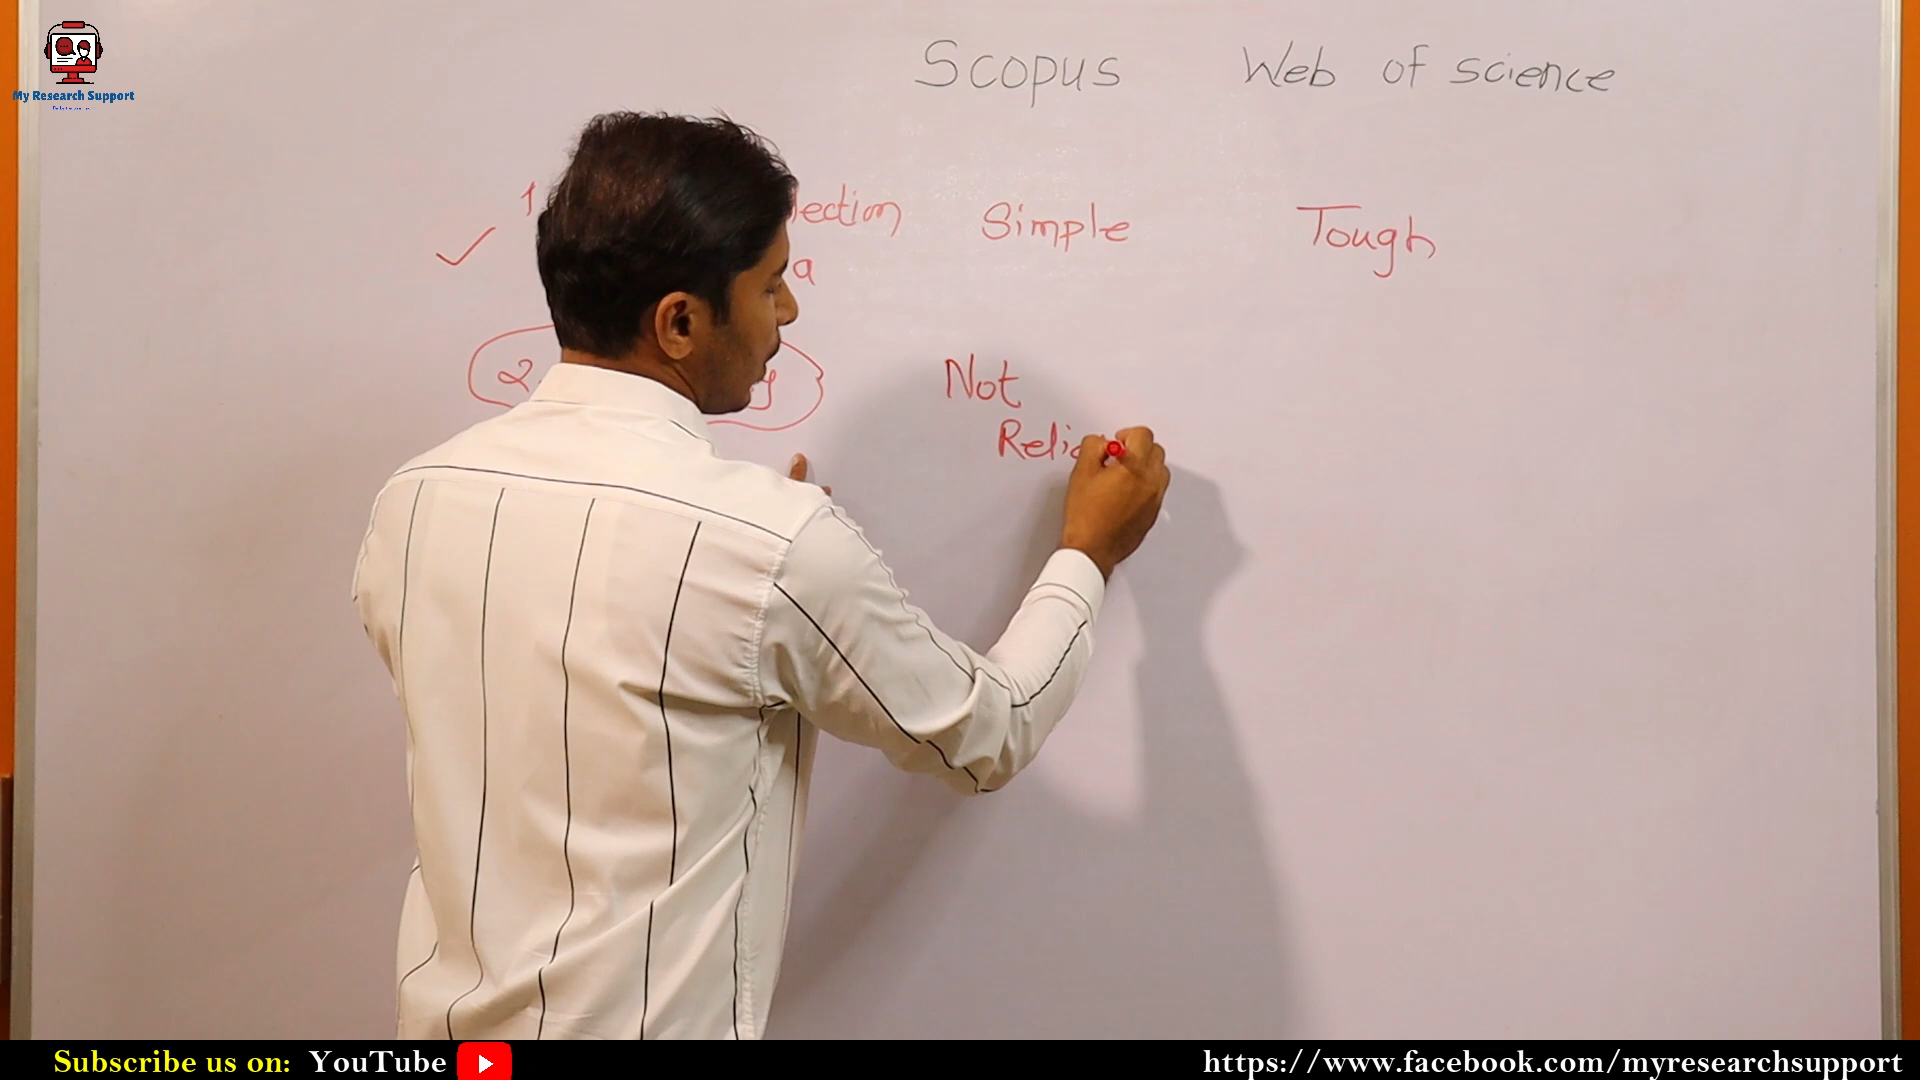 My Research Support
Scopus Web of science
1 lection Simple Tough
a
2. Not
Relia
Subscribe us on: YouTube https://www.facebook.com/myresearchsupport